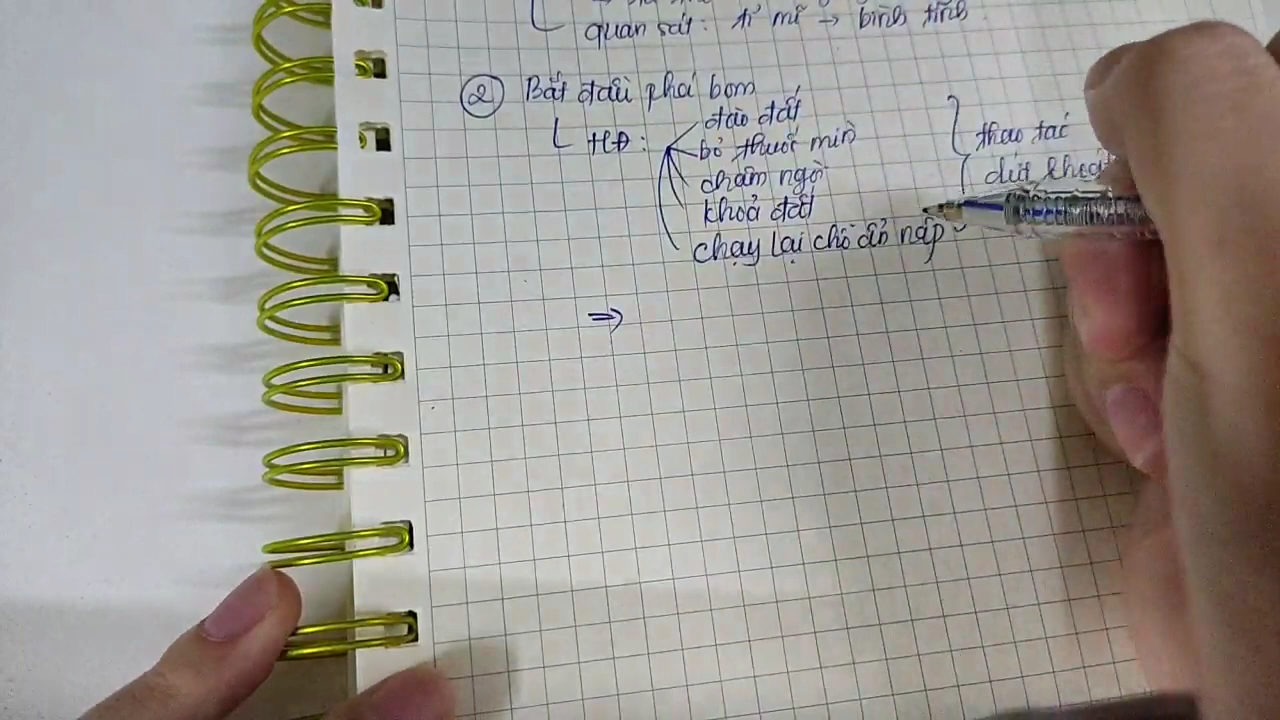 quan sát: tỉ mỉ → bình tĩnh
② Bắt đầu phá bom
HĐ:
đào đất
bỏ thuốc mìn
châm ngòi
khoả đất
chạy lại chỗ ẩn nấp
thao tác
dứt kho
⇒